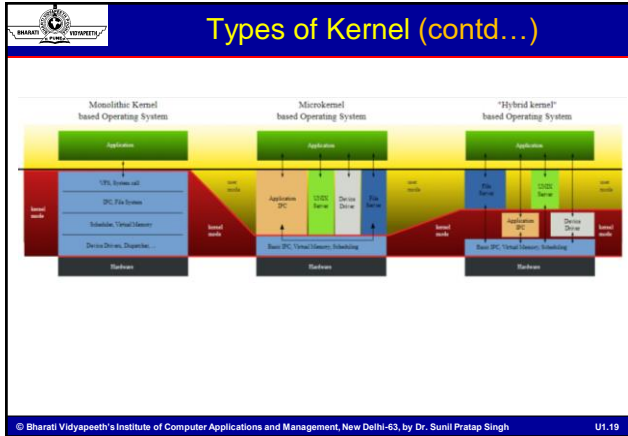 BHARATI VIDYAPEETH
PUNE
Types of Kernel (contd…)
Monolithic Kernel
based Operating System
Microkernel
based Operating System
"Hybrid kernel"
based Operating System
Application
Application
Application
VFS, System call
IPC, File System
Scheduler, Virtual Memory
Device Drivers, Dispatcher, ...
Hardware
kernel
mode
user
mode
kernel
mode
Application
IPC
UNIX
Server
Device
Driver
File
Server
Basic IPC, Virtual Memory, Scheduling
Hardware
user
mode
kernel
mode
File
Server
UNIX
Server
Application
IPC
Device
Driver
Basic IPC, Virtual Memory, Scheduling
Hardware
user
mode
kernel
mode
© Bharati Vidyapeeth's Institute of Computer Applications and Management, New Delhi-63, by Dr. Sunil Pratap Singh U1.19